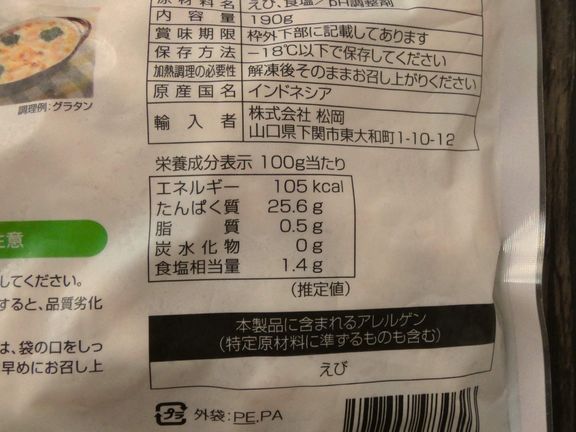 原材料名 えび、食塩／pH調整剤
内容量 190g
賞味期限 枠外下部に記載してあります
保存方法 −18℃以下で保存してください
加熱調理の必要性 解凍後そのままお召し上がりください
原産国名 インドネシア
輸入者 株式会社 松岡
山口県下関市東大和町1-10-12
調理例:グラタン
栄養成分表示 100g当たり
エネルギー 105 kcal
たんぱく質 25.6 g
脂質 0.5 g
炭水化物 0 g
食塩相当量 1.4 g
(推定値)
注意
してください。
すると、品質劣化
は、袋の口をしっ
早めにお召し上
本製品に含まれるアレルゲン
(特定原材料に準ずるものも含む)
えび
プラ 外袋:PE,PA